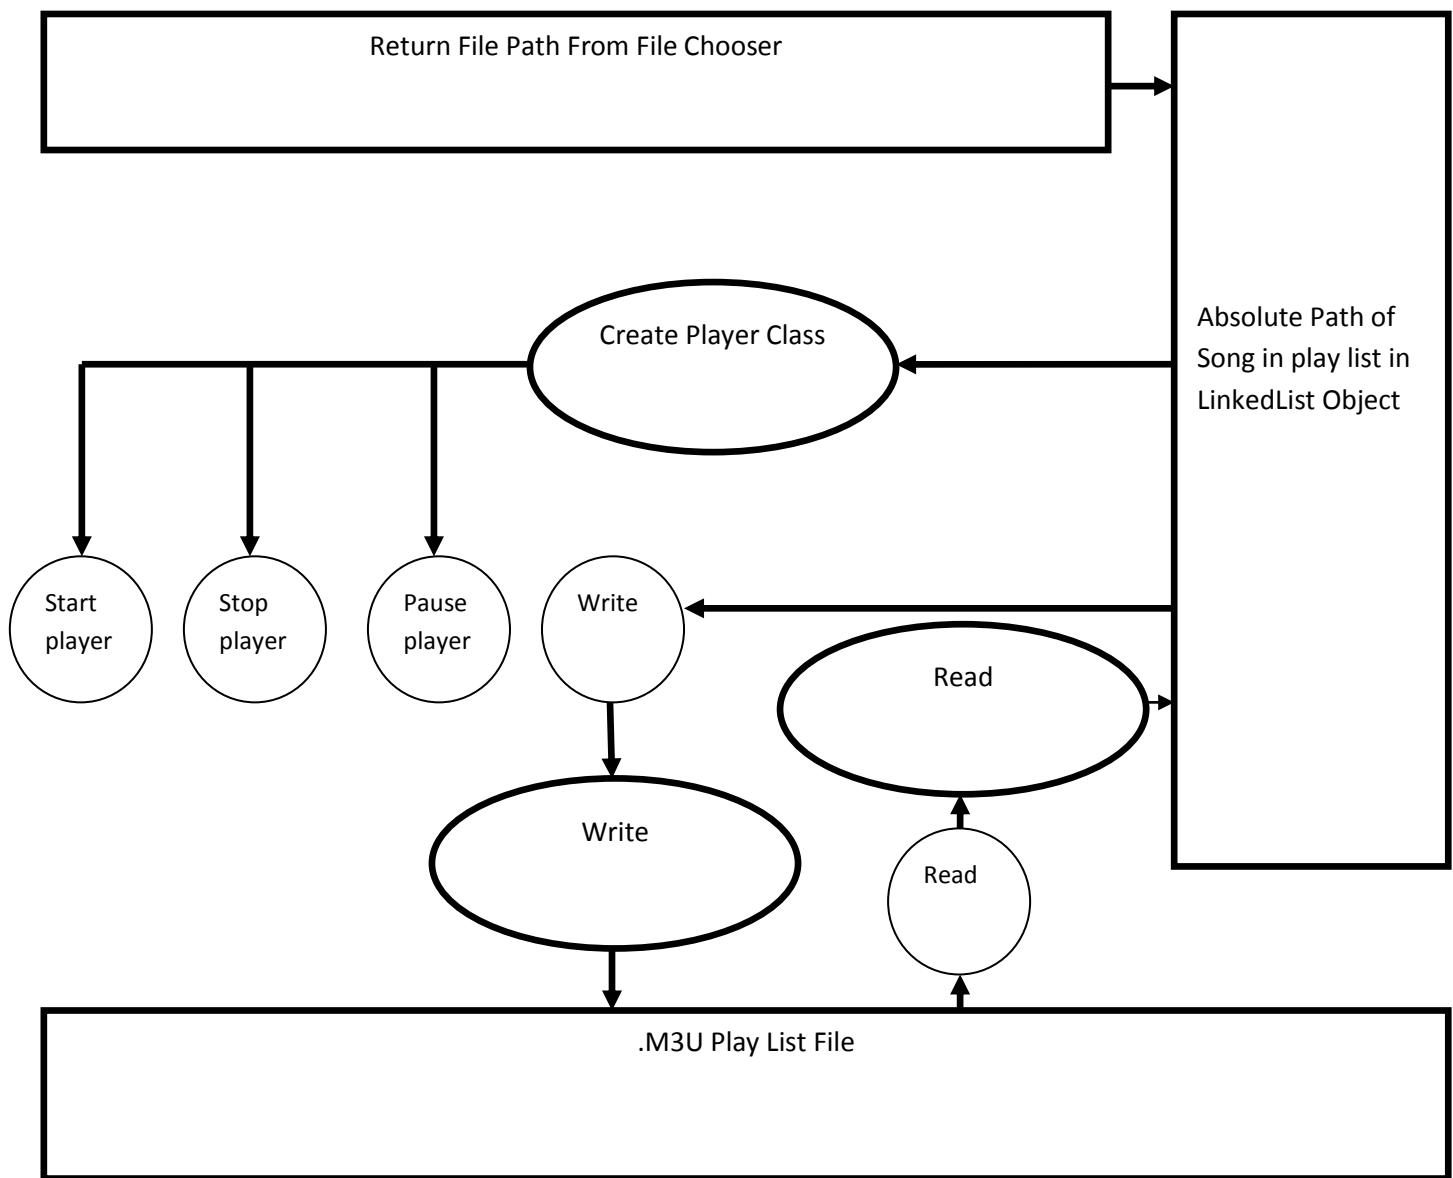 Return File Path From File Chooser
Absolute Path of
Song in play list in
LinkedList Object
Create Player Class
Start
player
Stop
player
Pause
player
Write
Read
Write
Read
.M3U Play List File